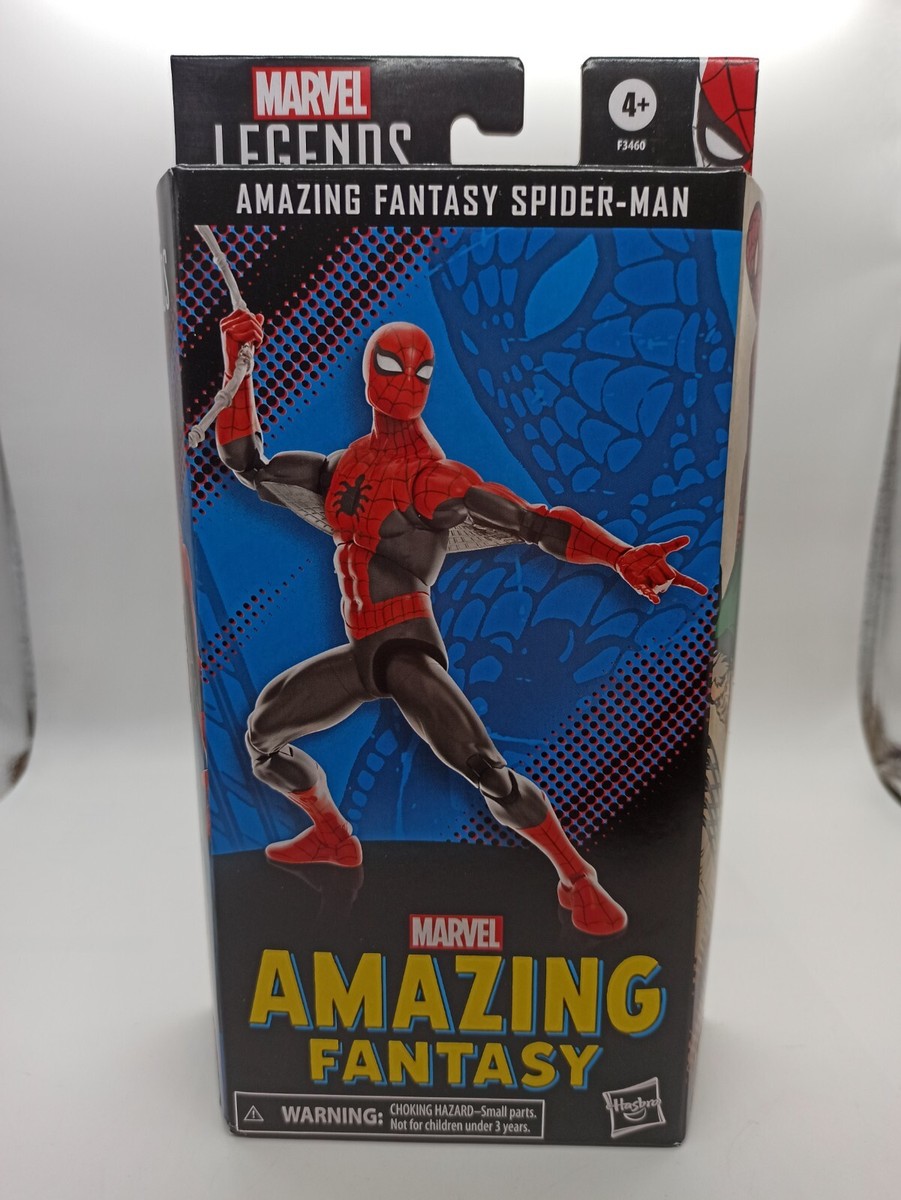 MARVEL
LEGENDS
4+
F3460
AMAZING FANTASY SPIDER-MAN
MARVEL
AMAZING
FANTASY
WARNING: CHOKING HAZARD–Small parts.
Not for children under 3 years.
Hasbro